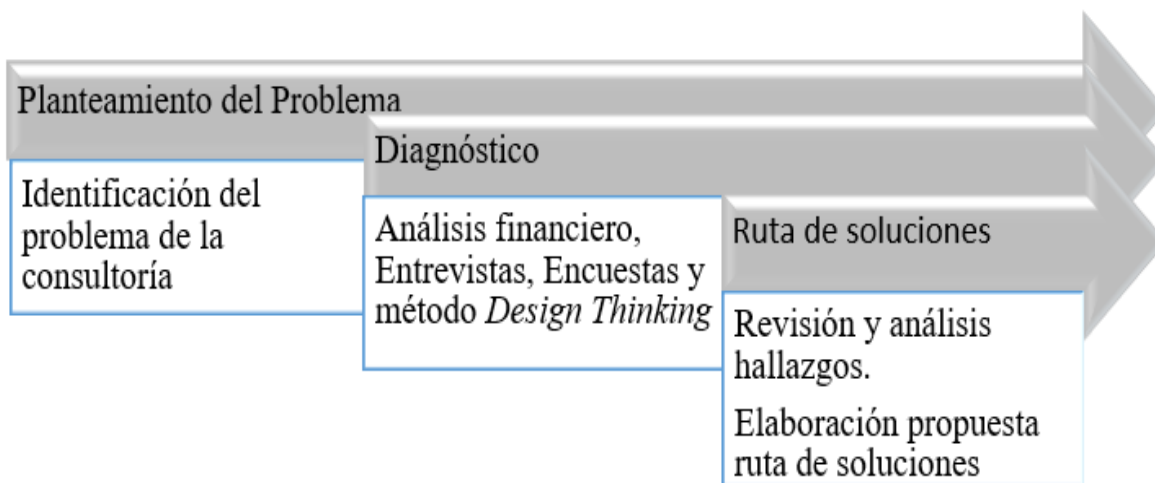 Planteamiento del Problema
Identificación del
problema de la
consultoría
Diagnóstico
Análisis financiero,
Entrevistas, Encuestas y
método Design Thinking
Ruta de soluciones
Revisión y análisis
hallazgos.
Elaboración propuesta
ruta de soluciones